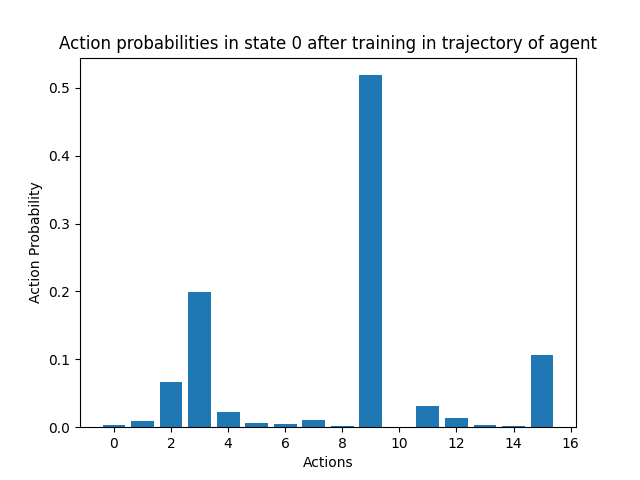 Action probabilities in state 0 after training in trajectory of agent
0.5
0.4
0.3
0.2
0.1
0.0
Action Probability
0 2 4 6 8 10 12 14 16
Actions